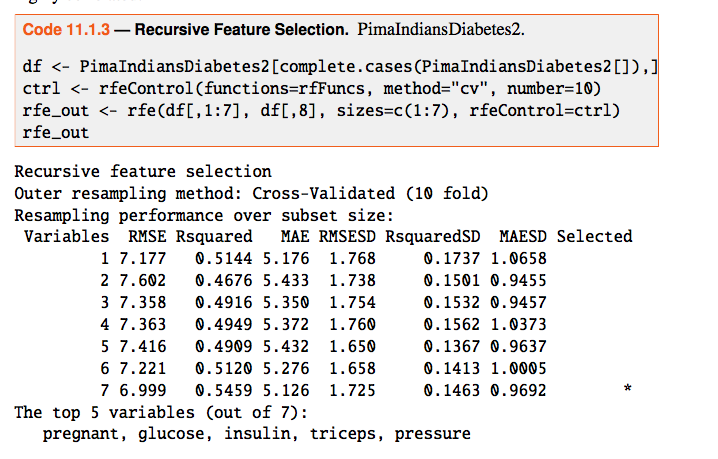 Code 11.1.3 — Recursive Feature Selection. PimaIndiansDiabetes2.
df <- PimaIndiansDiabetes2[complete.cases(PimaIndiansDiabetes2[]),]
ctrl <- rfeControl(functions=rfFuncs, method="cv", number=10)
rfe_out <- rfe(df[,1:7], df[,8], sizes=c(1:7), rfeControl=ctrl)
rfe_out
Recursive feature selection
Outer resampling method: Cross-Validated (10 fold)
Resampling performance over subset size:
Variables RMSE Rsquared MAE RMSESD RsquaredSD MAESD Selected
1 7.177 0.5144 5.176 1.768 0.1737 1.0658
2 7.602 0.4676 5.433 1.738 0.1501 0.9455
3 7.358 0.4916 5.350 1.754 0.1532 0.9457
4 7.363 0.4949 5.372 1.760 0.1562 1.0373
5 7.416 0.4909 5.432 1.650 0.1367 0.9637
6 7.221 0.5120 5.276 1.658 0.1413 1.0005
7 6.999 0.5459 5.126 1.725 0.1463 0.9692 *
The top 5 variables (out of 7):
pregnant, glucose, insulin, triceps, pressure